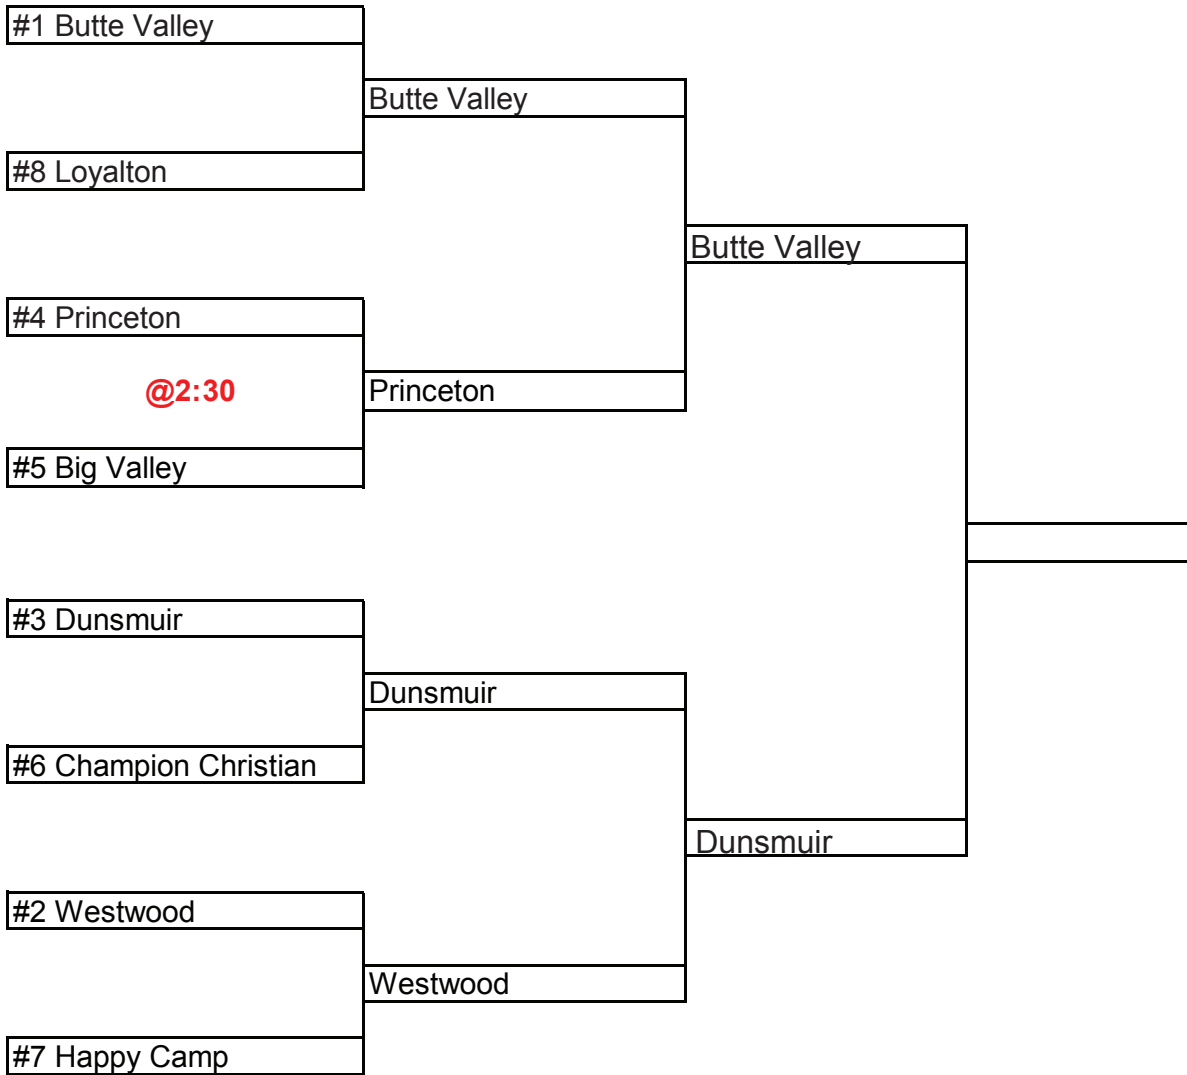 #1 Butte Valley
Butte Valley
#8 Loyalton
Butte Valley
#4 Princeton
@2:30
Princeton
#5 Big Valley
#3 Dunsmuir
Dunsmuir
#6 Champion Christian
Dunsmuir
#2 Westwood
Westwood
#7 Happy Camp